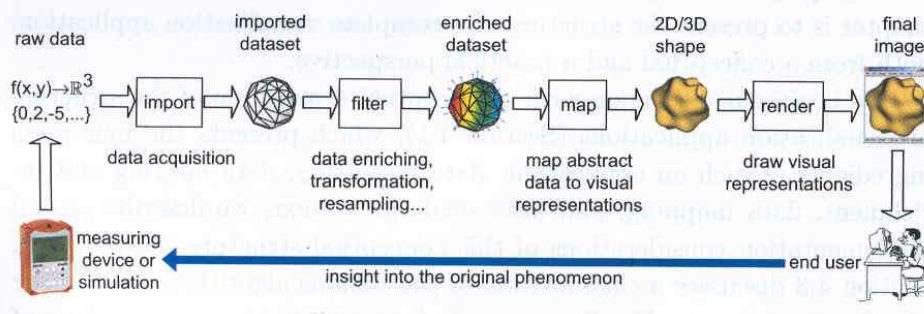 raw data
imported
dataset
enriched
dataset
2D/3D
shape
final
image
f(x,y)→ℝ³
{0,2,-5,...}
import
filter
map
render
data acquisition
data enriching,
transformation,
resampling...
map abstract
data to visual
representations
draw visual
representations
measuring
device or
simulation
insight into the original phenomenon
end user